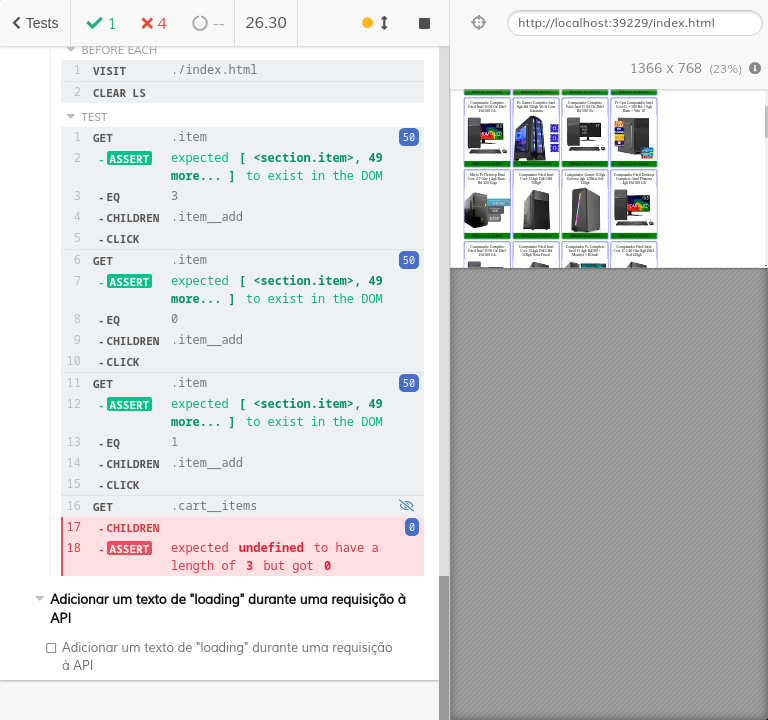 Tests
1
4
--
26.30
BEFORE EACH
1 VISIT ./index.html
2 CLEAR LS
TEST
1 GET .item 50
2 - ASSERT expected [ <section.item>, 49
more... ] to exist in the DOM
3 - EQ 3
4 - CHILDREN .item__add
5 - CLICK
6 GET .item 50
7 - ASSERT expected [ <section.item>, 49
more... ] to exist in the DOM
8 - EQ 0
9 - CHILDREN .item__add
10 - CLICK
11 GET .item 50
12 - ASSERT expected [ <section.item>, 49
more... ] to exist in the DOM
13 - EQ 1
14 - CHILDREN .item__add
15 - CLICK
16 GET .cart__items
17 - CHILDREN 0
18 - ASSERT expected undefined to have a
length of 3 but got 0
Adicionar um texto de "loading" durante uma requisição à
API
Adicionar um texto de "loading" durante uma requisição
à API
http://localhost:39229/index.html
1366 x 768 (23%)